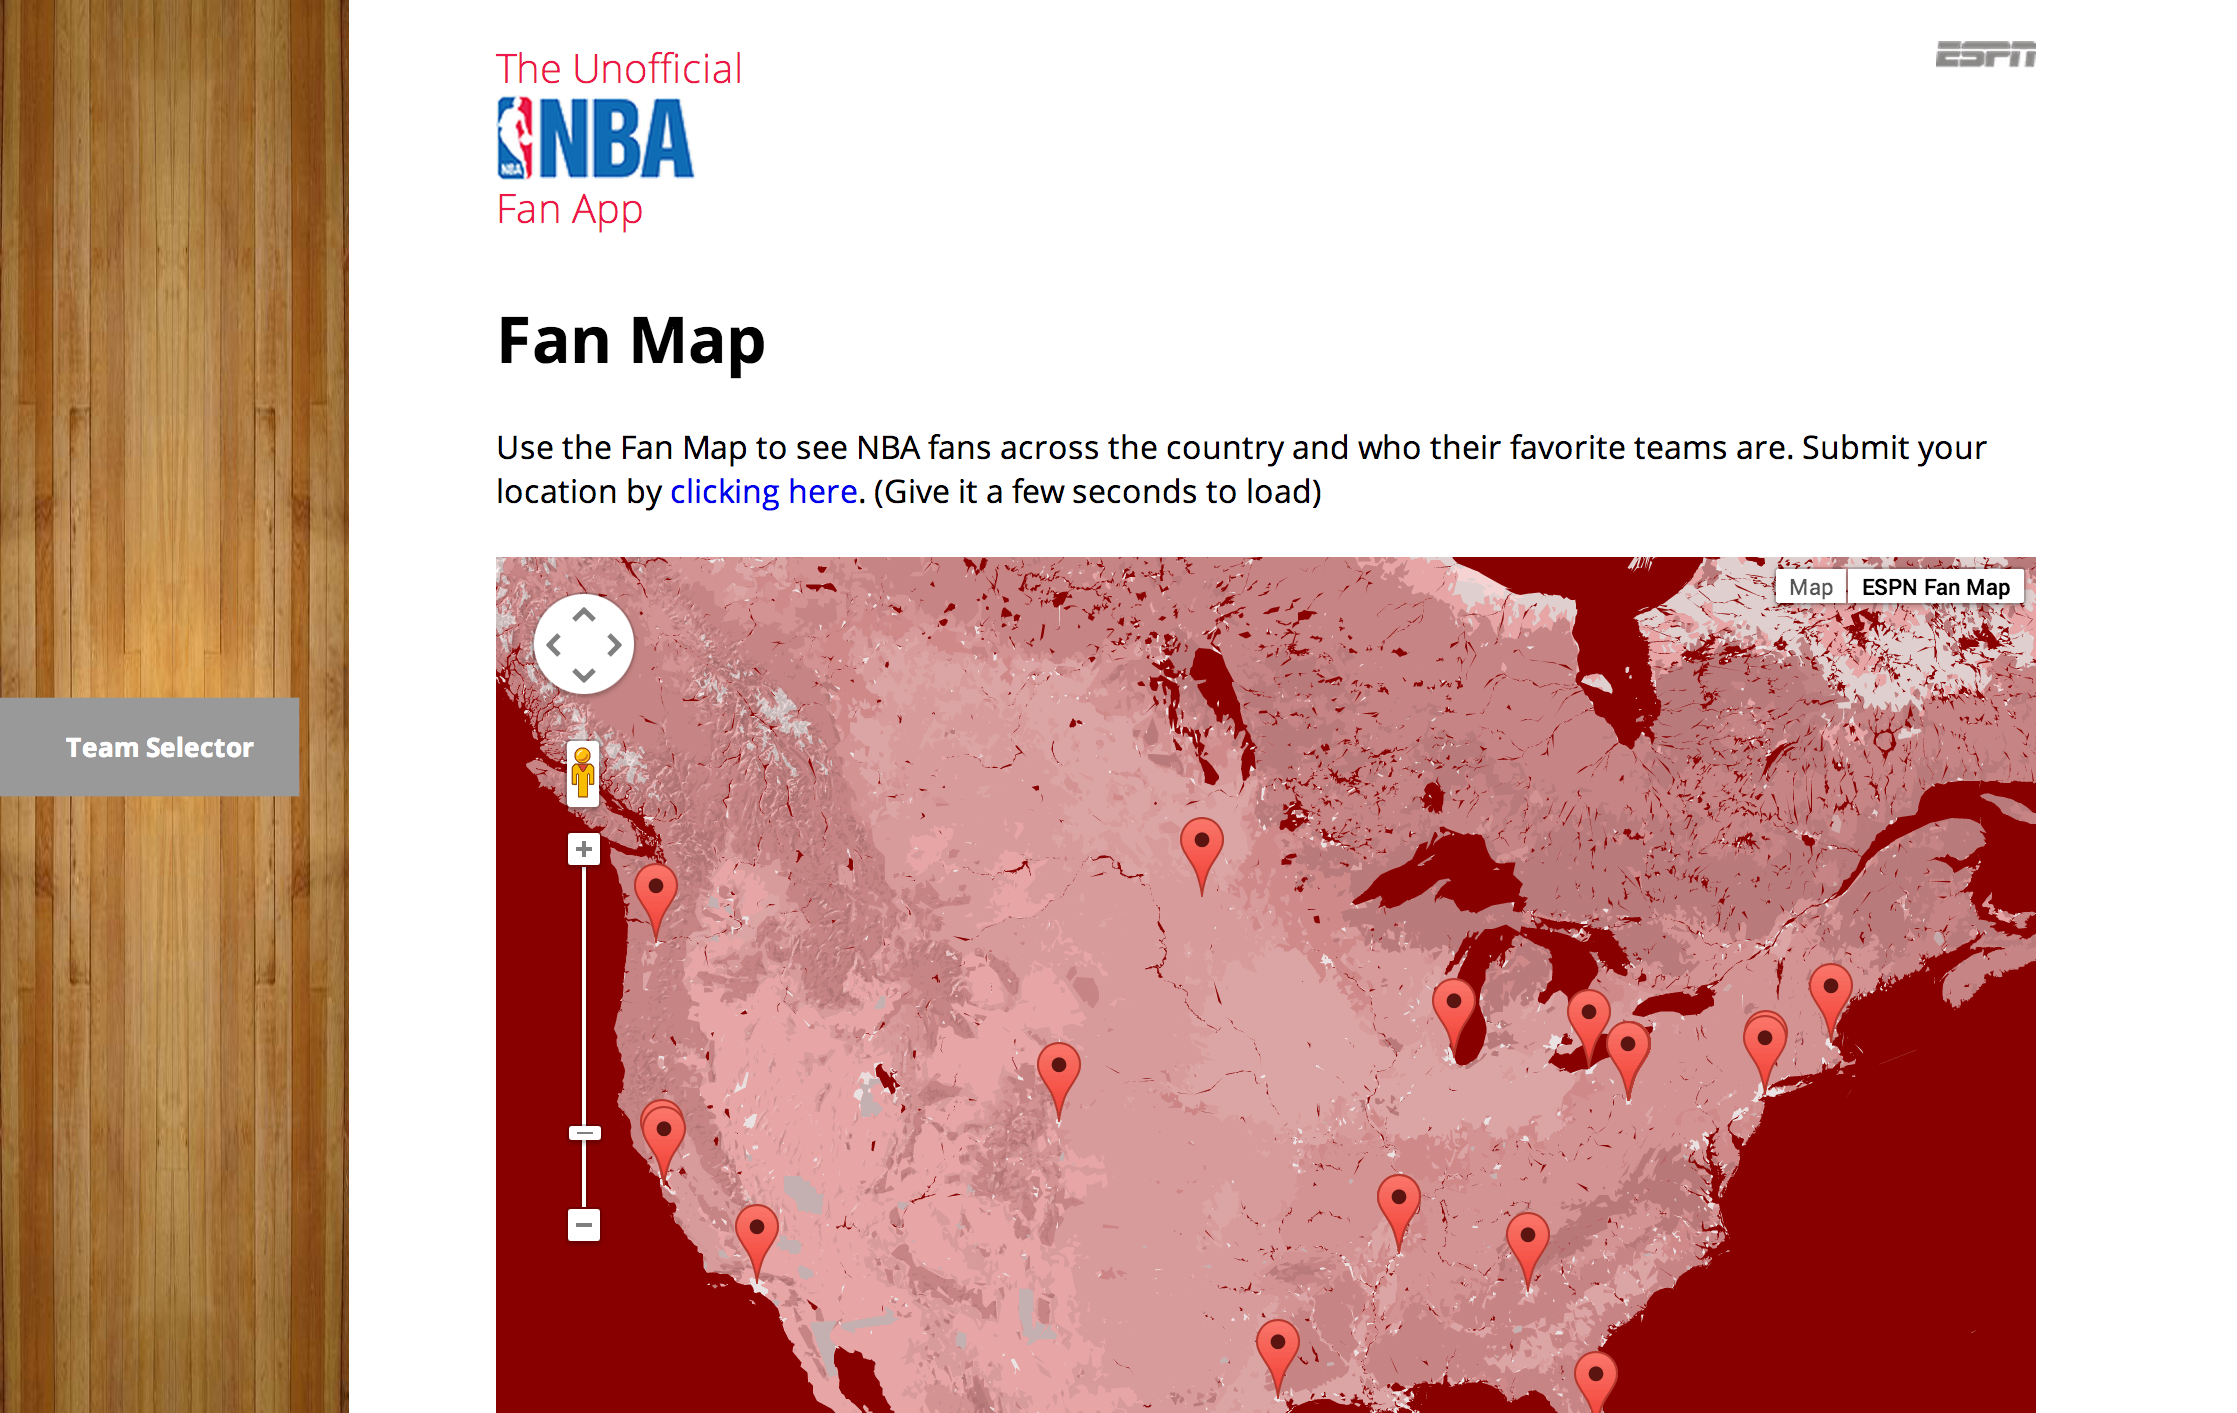 The Unofficial
ESPN
NBA
NBA
Fan App
Fan Map
Use the Fan Map to see NBA fans across the country and who their favorite teams are. Submit your
location by clicking here. (Give it a few seconds to load)
Map
ESPN Fan Map
Team Selector